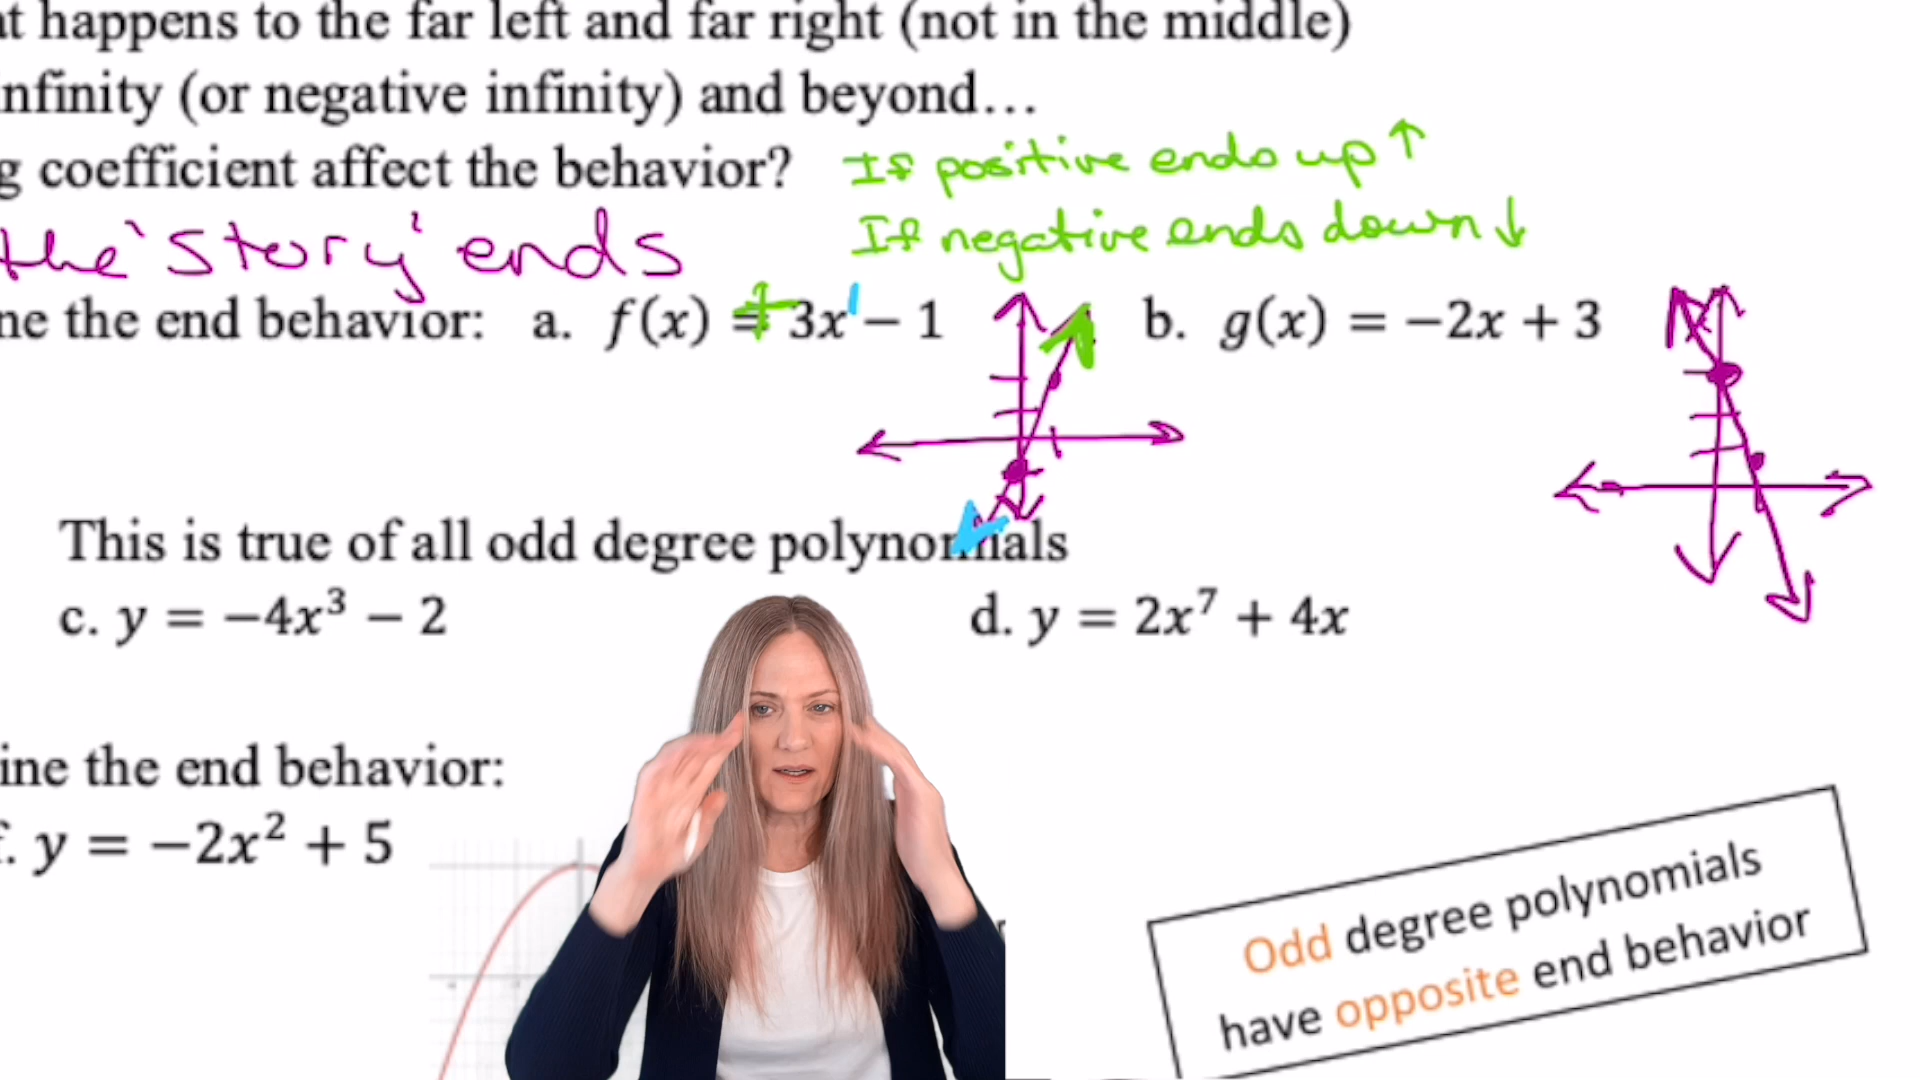 t happens to the far left and far right (not in the middle)
nfinity (or negative infinity) and beyond…
g coefficient affect the behavior? If positive ends up ↑
If negative ends down ↓
the 'story' ends
ne the end behavior: a. f(x) = +3x¹ − 1 b. g(x) = −2x + 3
This is true of all odd degree polynomials
c. y = −4x³ − 2 d. y = 2x⁷ + 4x
ine the end behavior:
f. y = −2x² + 5
Odd degree polynomials
have opposite end behavior